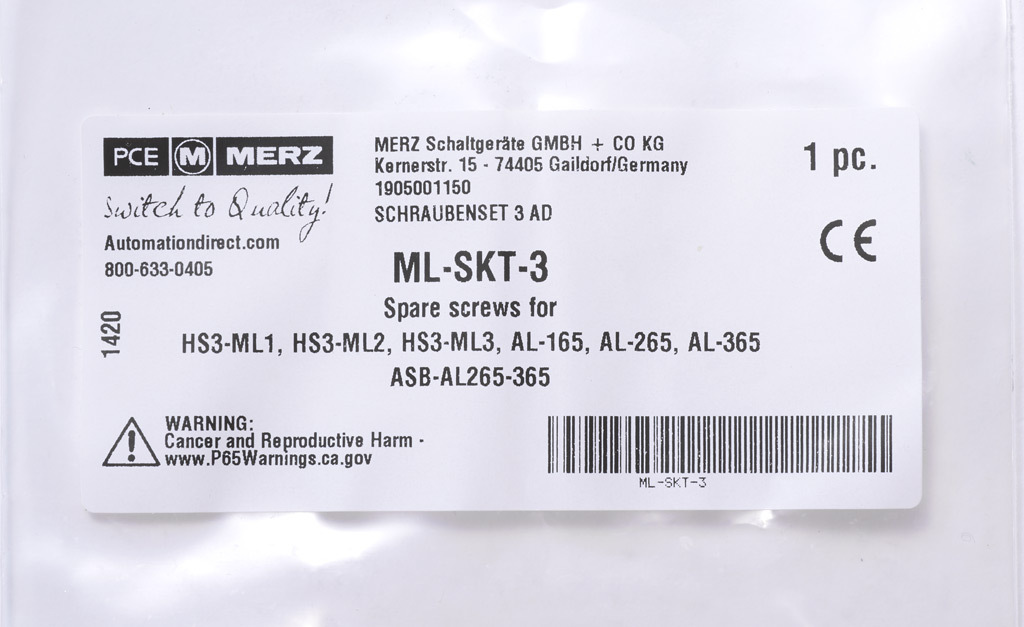 PCE M MERZ
Switch to Quality!
Automationdirect.com
800-633-0405
MERZ Schaltgeräte GMBH + CO KG
Kernerstr. 15 - 74405 Gaildorf/Germany
1905001150
SCHRAUBENSET 3 AD
1 pc.
CE
ML-SKT-3
Spare screws for
HS3-ML1, HS3-ML2, HS3-ML3, AL-165, AL-265, AL-365
ASB-AL265-365
1420
WARNING:
Cancer and Reproductive Harm -
www.P65Warnings.ca.gov
ML-SKT-3